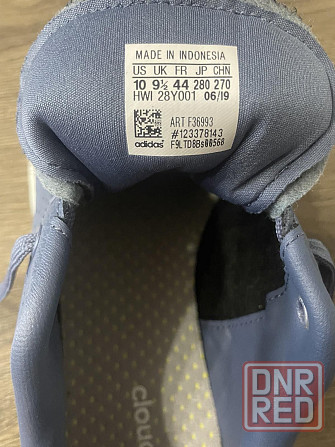 MADE IN INDONESIA
US UK FR JP CHN
10 9½ 44 280 270
HWI 28Y001 06/19
ART F36993
#123378143
adidas F9LTD8Bs00568
cloud
DNR
RED